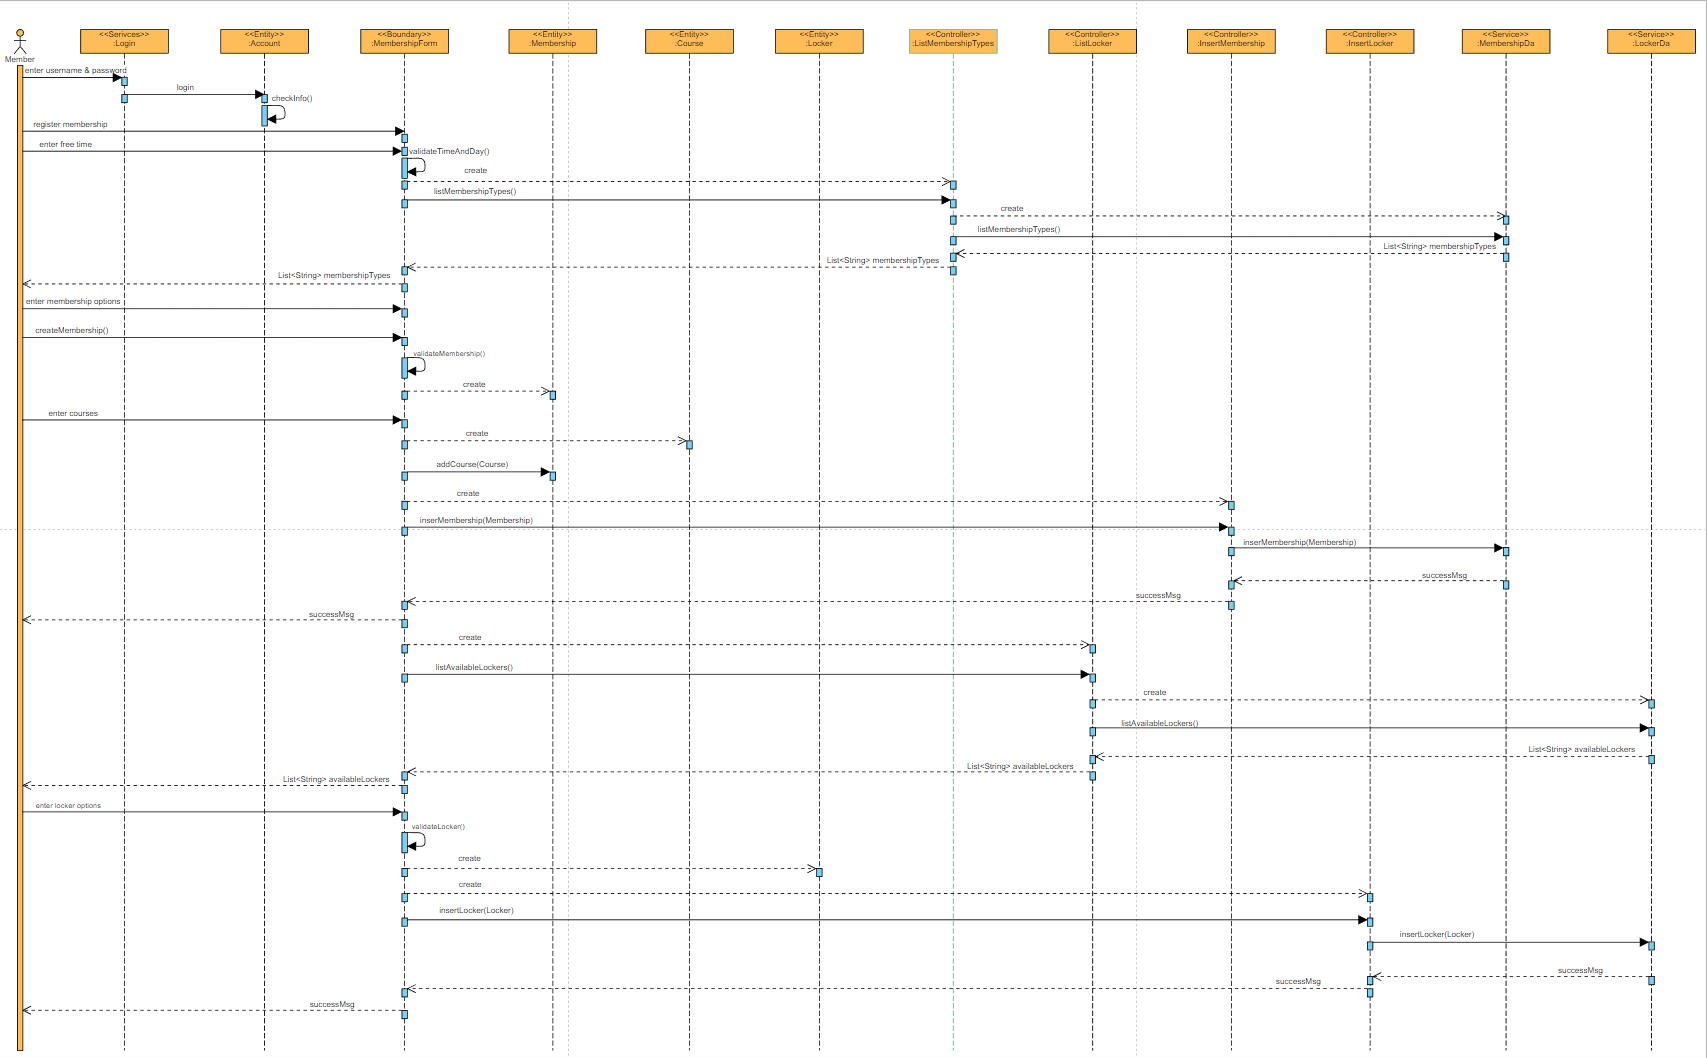 <<Serivces>>
:Login
<<Entity>>
:Account
<<Boundary>>
:MembershipForm
<<Entity>>
:Membership
<<Entity>>
:Course
<<Entity>>
:Locker
<<Controller>>
:ListMembershipTypes
<<Controller>>
:ListLocker
<<Controller>>
:InsertMembership
<<Controller>>
:InsertLocker
<<Service>>
:MembershipDa
<<Service>>
:LockerDa
Member
enter username & password
login
checkInfo()
register membership
enter free time
validateTimeAndDay()
create
listMembershipTypes()
create
listMembershipTypes()
List<String> membershipTypes
List<String> membershipTypes
List<String> membershipTypes
enter membership options
createMembership()
validateMembership()
create
enter courses
create
addCourse(Course)
create
inserMembership(Membership)
inserMembership(Membership)
successMsg
successMsg
successMsg
create
listAvailableLockers()
create
listAvailableLockers()
List<String> availableLockers
List<String> availableLockers
List<String> availableLockers
enter locker options
validateLocker()
create
create
insertLocker(Locker)
insertLocker(Locker)
successMsg
successMsg
successMsg